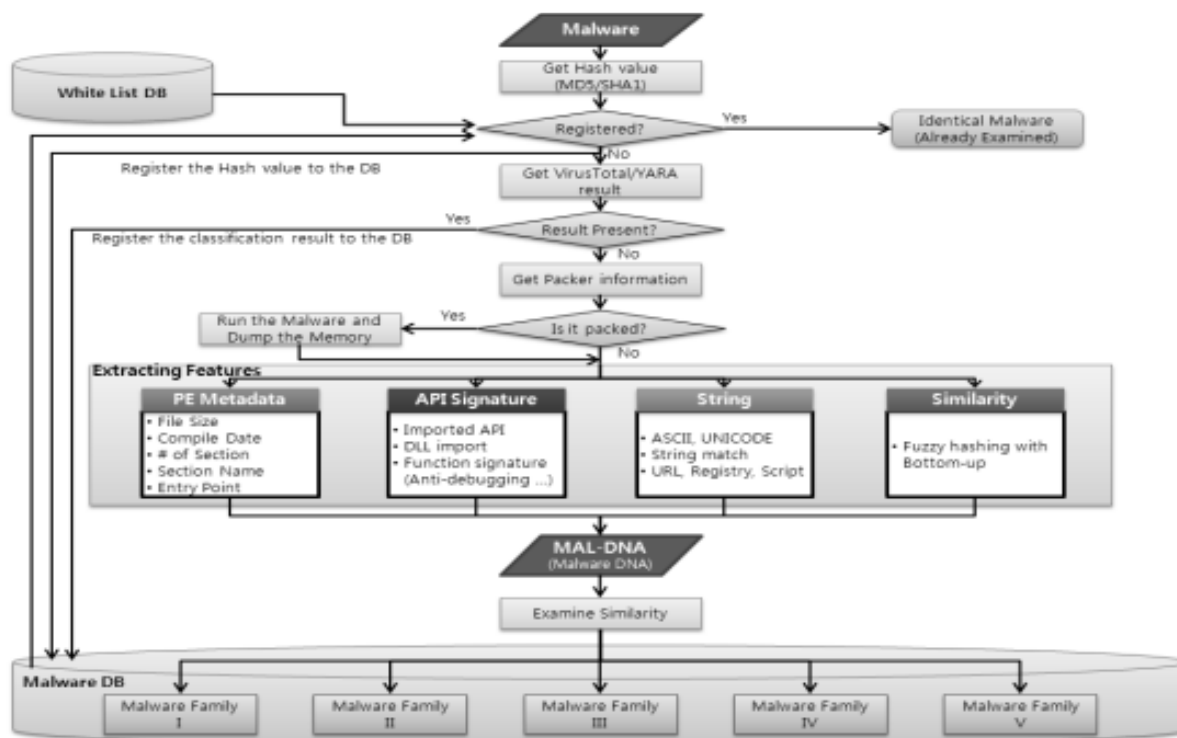 Malware
Get Hash value
(MD5/SHA1)
White List DB
Registered?
Yes
Identical Malware
(Already Examined)
No
Register the Hash value to the DB
Get VirusTotal/YARA
result
Yes
Result Present?
Register the classification result to the DB
No
Get Packer information
Run the Malware and
Dump the Memory
Yes
Is it packed?
No
Extracting Features
PE Metadata
• File Size
• Compile Date
• # of Section
• Section Name
• Entry Point
API Signature
• Imported API
• DLL import
• Function signature
(Anti-debugging ...)
String
• ASCII, UNICODE
• String match
• URL, Registry, Script
Similarity
• Fuzzy hashing with
Bottom-up
MAL-DNA
(Malware DNA)
Examine Similarity
Malware DB
Malware Family
I
Malware Family
II
Malware Family
III
Malware Family
IV
Malware Family
V